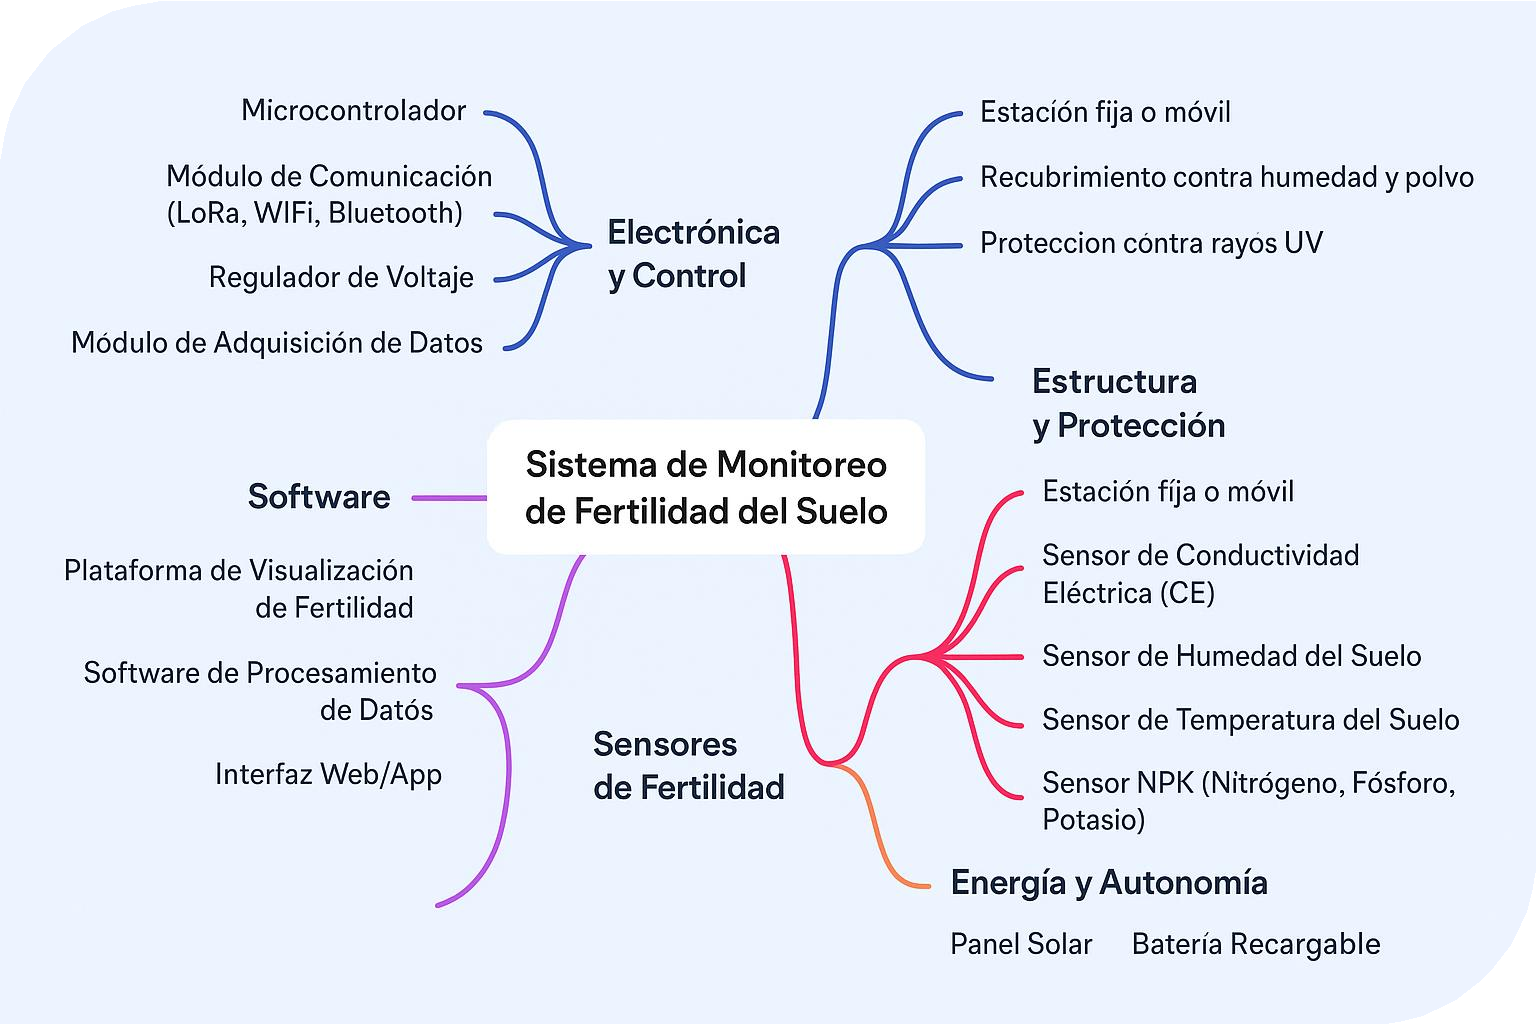 Microcontrolador
Módulo de Comunicación
(LoRa, WIFi, Bluetooth)
Regulador de Voltaje
Módulo de Adquisición de Datos
Electrónica
y Control
Estacíón fija o móvil
Recubrimiento contra humedad y polvo
Proteccion cóntra rayós UV
Estructura
y Protección
Sistema de Monitoreo
de Fertilidad del Suelo
Software
Plataforma de Visualización
de Fertilidad
Software de Procesamiento
de Datós
Interfaz Web/App
Sensores
de Fertilidad
Estación fíja o móvil
Sensor de Conductividad
Eléctrica (CE)
Sensor de Humedad del Suelo
Sensor de Temperatura del Suelo
Sensor NPK (Nitrógeno, Fósforo,
Potasio)
Energía y Autonomía
Panel Solar Batería Recargable